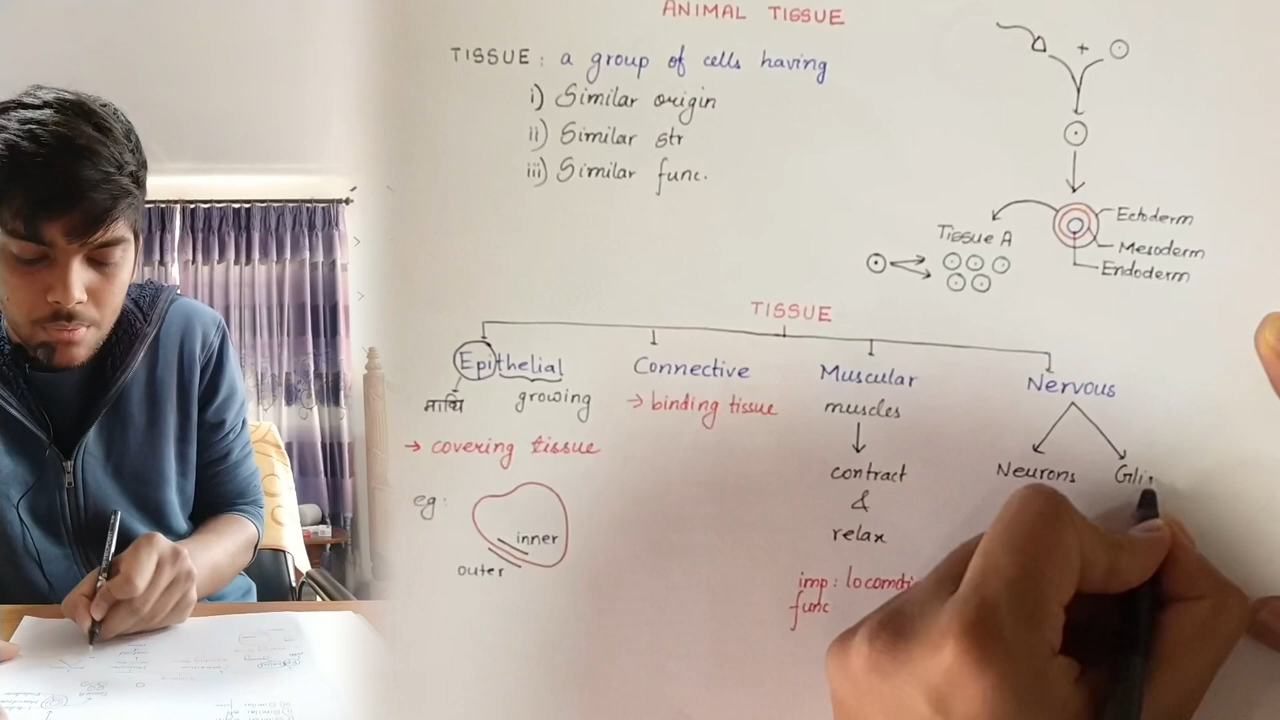 ANIMAL TISSUE
TISSUE: a group of cells having
i) Similar origin
ii) Similar str
iii) Similar func.
+
Ectoderm
Mesoderm
Endoderm
Tissue A
TISSUE
Epithelial
Connective
Muscular
Nervous
माथि
growing
→ binding tissue
muscles
→ covering tissue
contract
&
relax
Neurons
Gli
eg:
inner
outer
imp: locomoti
func